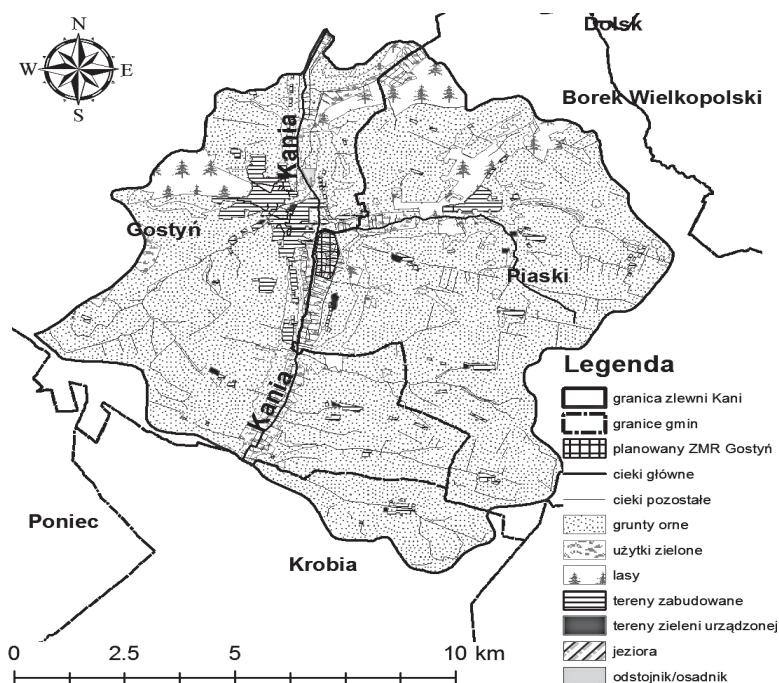 N
W E
S
Dolsk
Borek Wielkopolski
Kania
Gostyń
Piaski
Kania
Poniec
Krobia
Legenda
granica zlewni Kani
granice gmin
planowany ZMR Gostyń
cieki główne
cieki pozostałe
grunty orne
użytki zielone
lasy
tereny zabudowane
tereny zieleni urządzonej
jeziora
odstojnik/osadnik
0 2.5 5 10 km